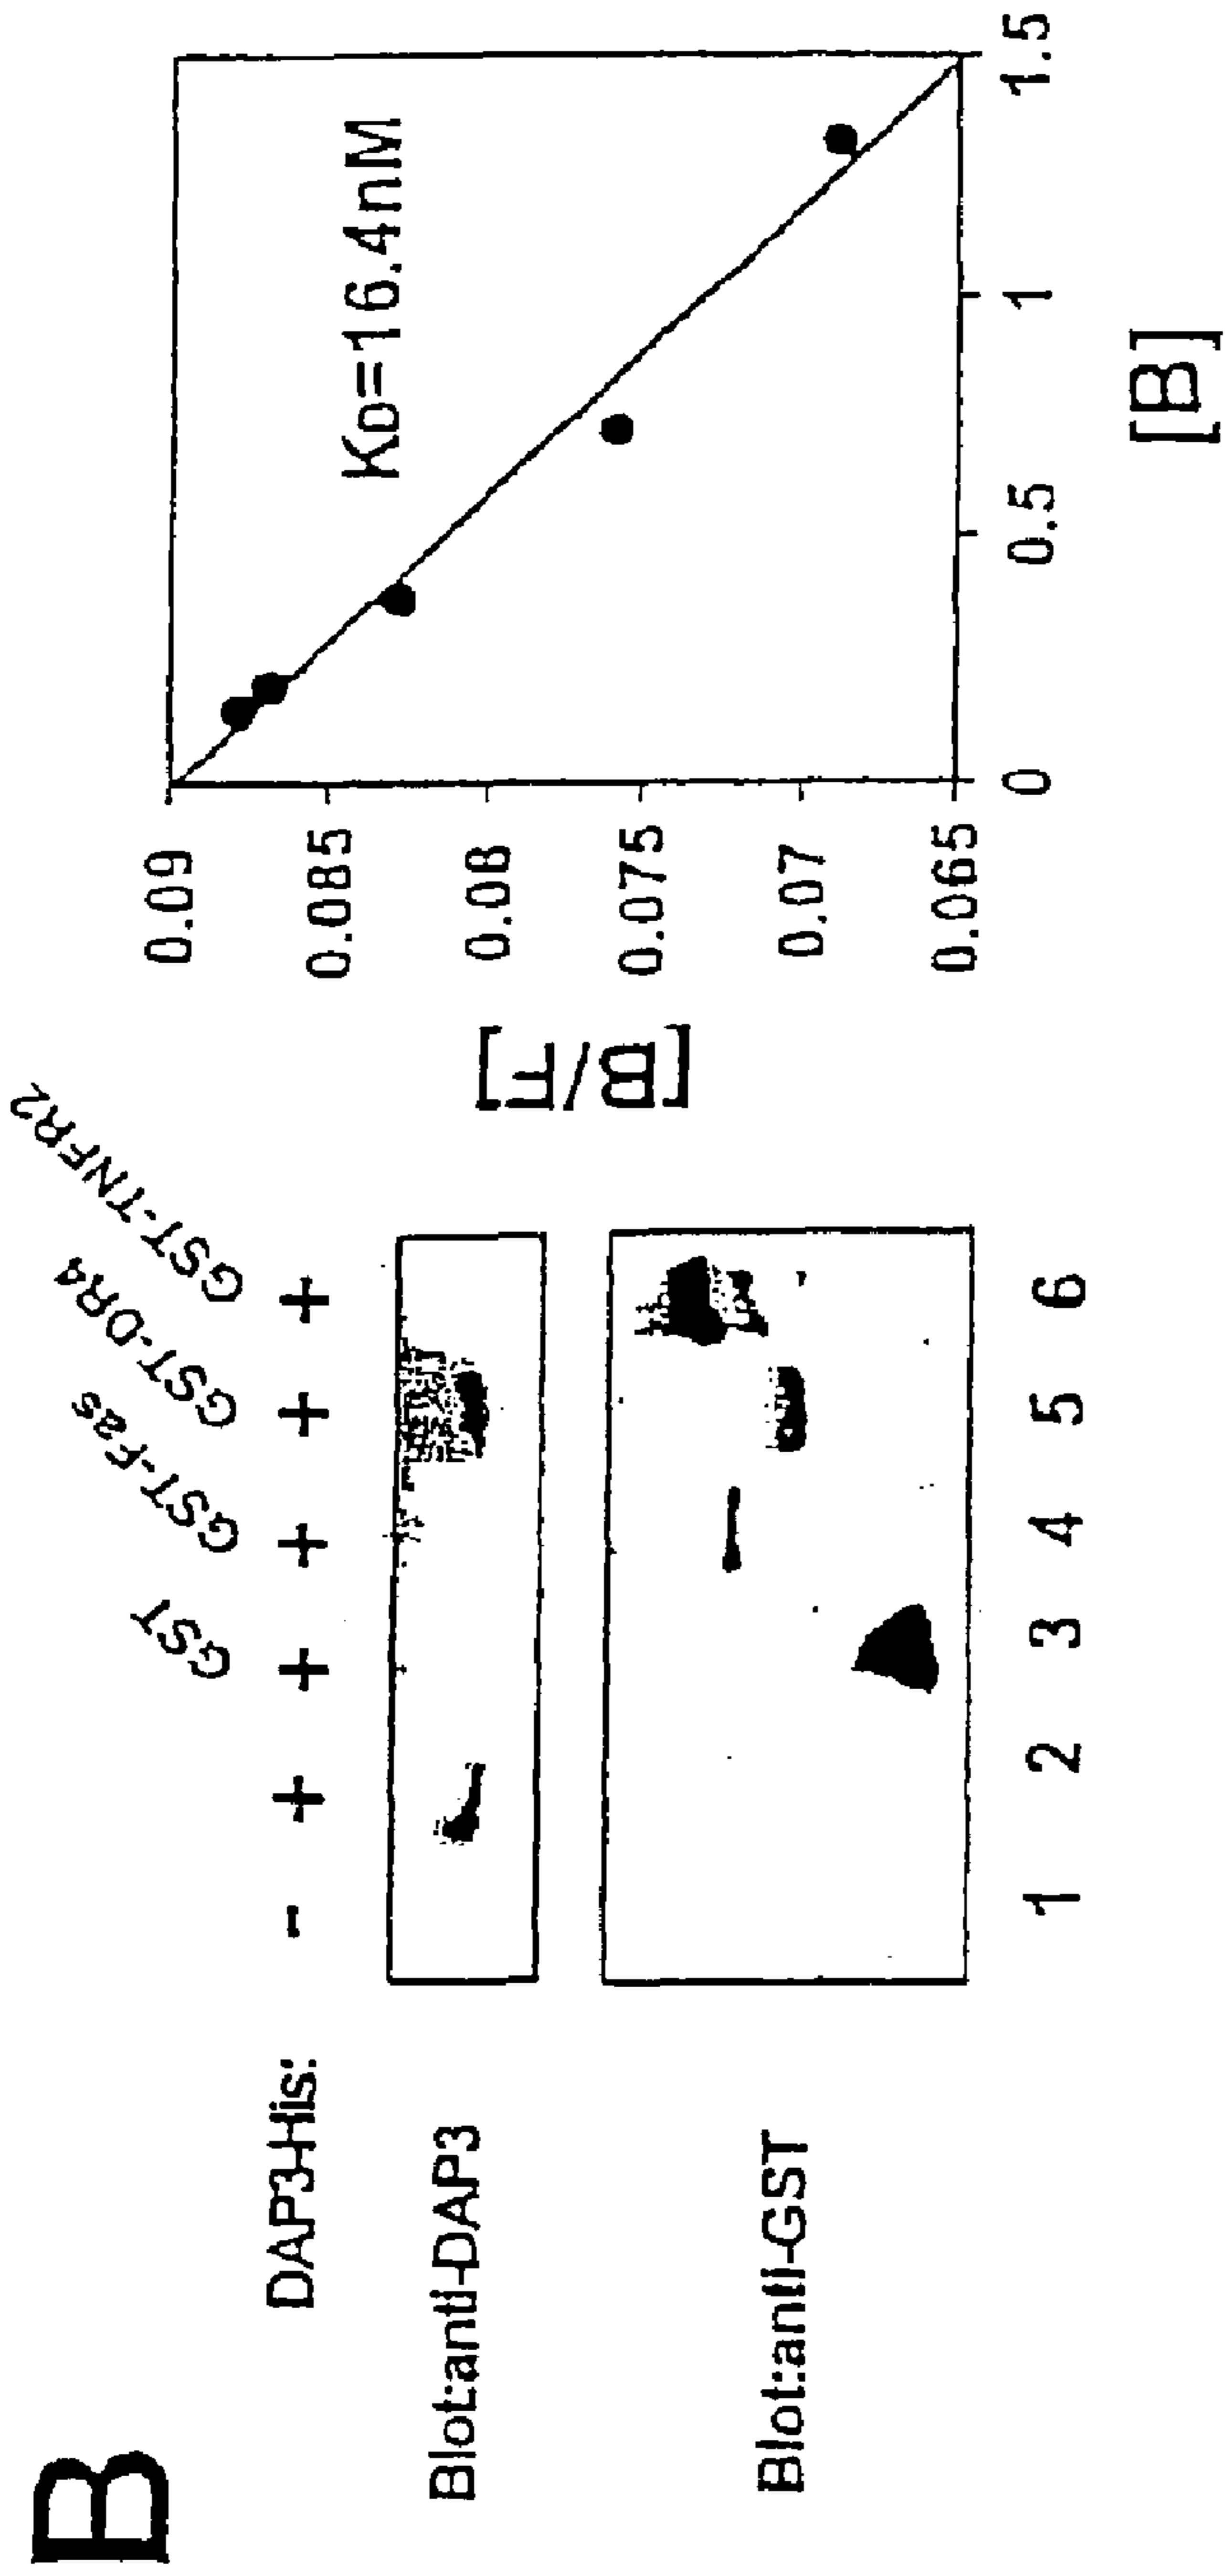 B
GST
GST-Fas
GST-DR4
GST-TNFR2
DAP3-His: - + + + + +
Blot:anti-DAP3
Blot:anti-GST
1 2 3 4 5 6
[B/F]
0.09
0.085
0.08
0.075
0.07
0.065
KD=16.4nM
0 0.5 1 1.5
[B]